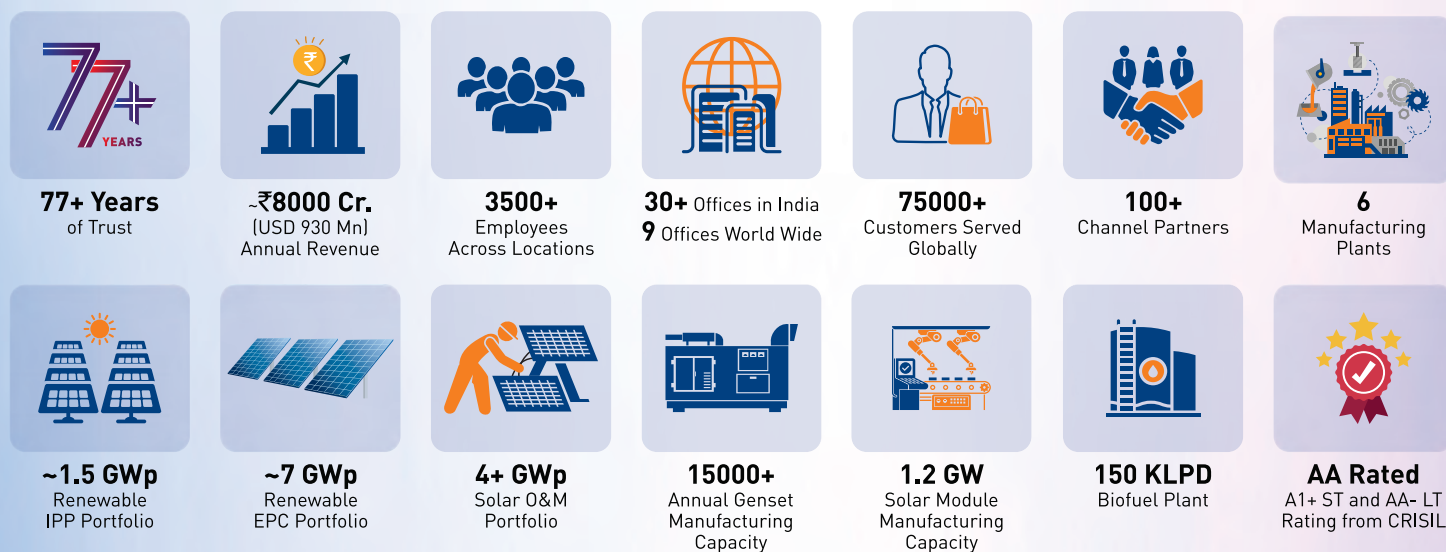 77+
YEARS
₹
77+ Years
of Trust
~₹8000 Cr.
(USD 930 Mn)
Annual Revenue
3500+
Employees
Across Locations
30+ Offices in India
9 Offices World Wide
75000+
Customers Served
Globally
100+
Channel Partners
6
Manufacturing
Plants
~1.5 GWp
Renewable
IPP Portfolio
~7 GWp
Renewable
EPC Portfolio
4+ GWp
Solar O&M
Portfolio
15000+
Annual Genset
Manufacturing
Capacity
1.2 GW
Solar Module
Manufacturing
Capacity
150 KLPD
Biofuel Plant
AA Rated
A1+ ST and AA- LT
Rating from CRISIL